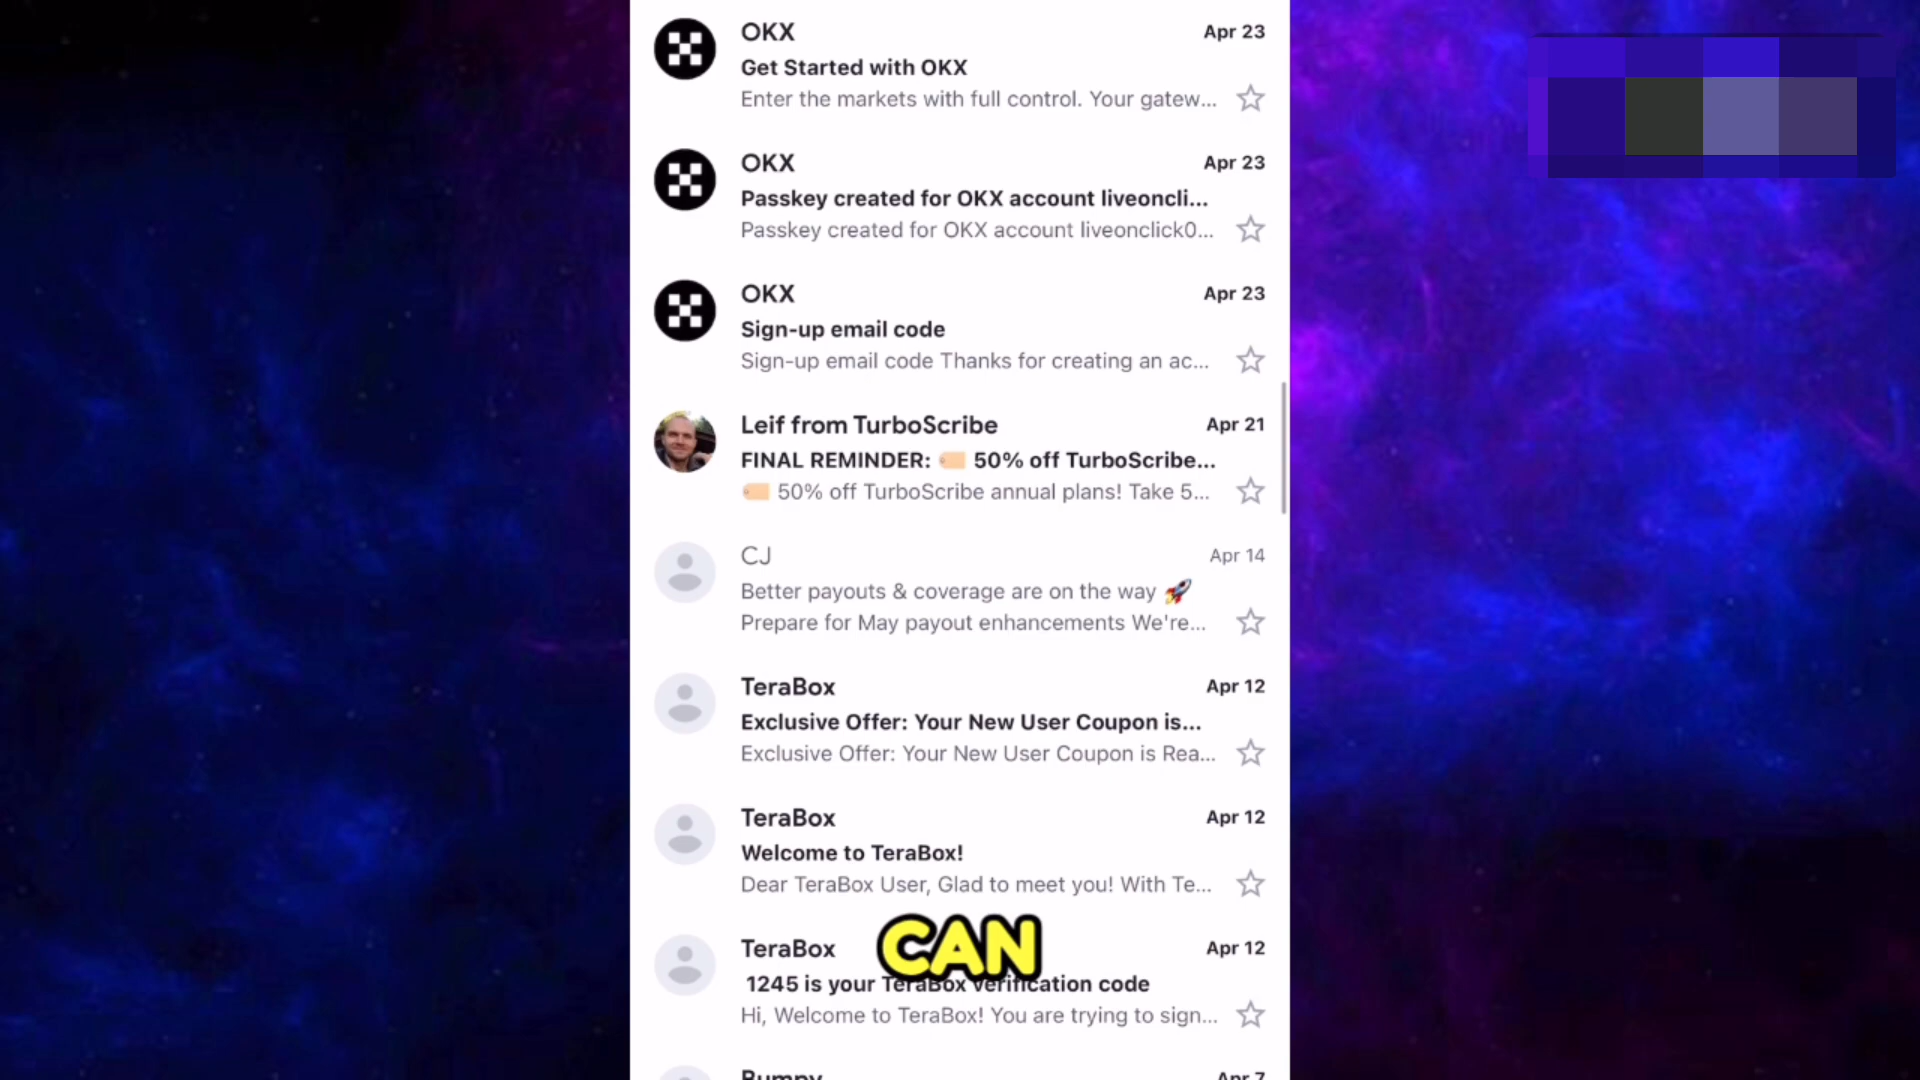 OKX
Apr 23
Get Started with OKX
Enter the markets with full control. Your gatew...
OKX
Apr 23
Passkey created for OKX account liveoncli...
Passkey created for OKX account liveonclick0...
OKX
Apr 23
Sign-up email code
Sign-up email code Thanks for creating an ac...
Leif from TurboScribe
Apr 21
FINAL REMINDER: 🏷️ 50% off TurboScribe...
🏷️ 50% off TurboScribe annual plans! Take 5...
CJ
Apr 14
Better payouts & coverage are on the way 🚀
Prepare for May payout enhancements We're...
TeraBox
Apr 12
Exclusive Offer: Your New User Coupon is...
Exclusive Offer: Your New User Coupon is Rea...
TeraBox
Apr 12
Welcome to TeraBox!
Dear TeraBox User, Glad to meet you! With Te...
TeraBox
Apr 12
CAN
1245 is your TeraBox verification code
Hi, Welcome to TeraBox! You are trying to sign...
Bumpy
Apr 7